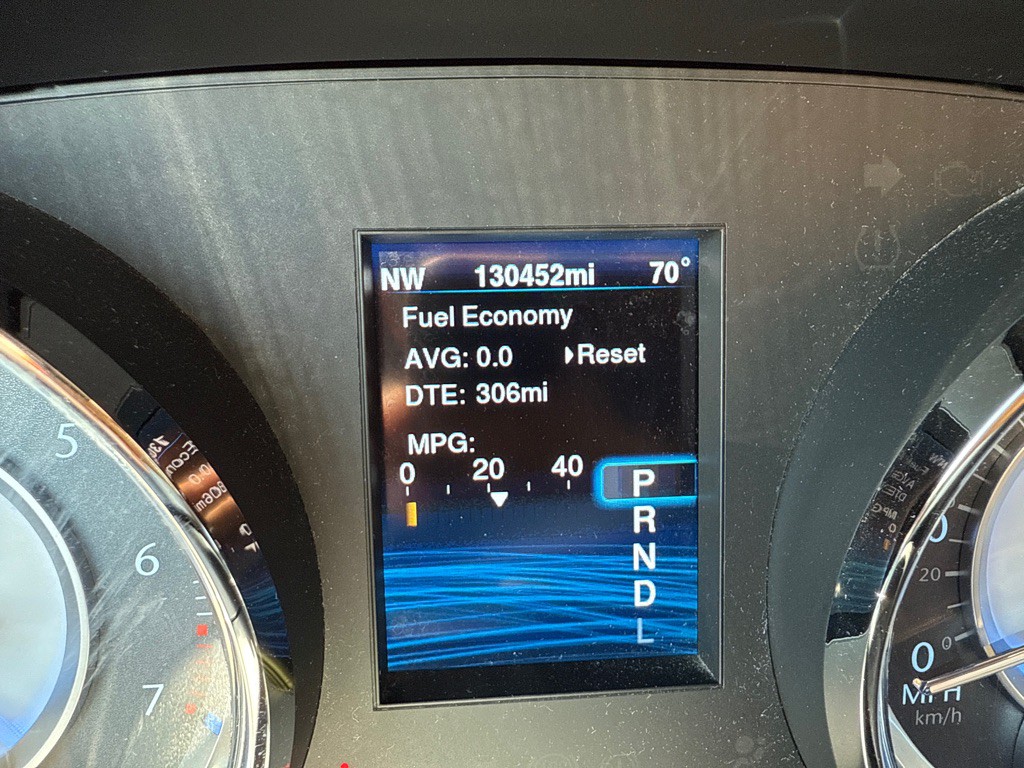 NW 130452mi 70°
Fuel Economy
AVG: 0.0 Reset
DTE: 306mi
MPG:
0 20 40
P
R
N
D
L
5
6
7
20
0
0
MPH
km/h